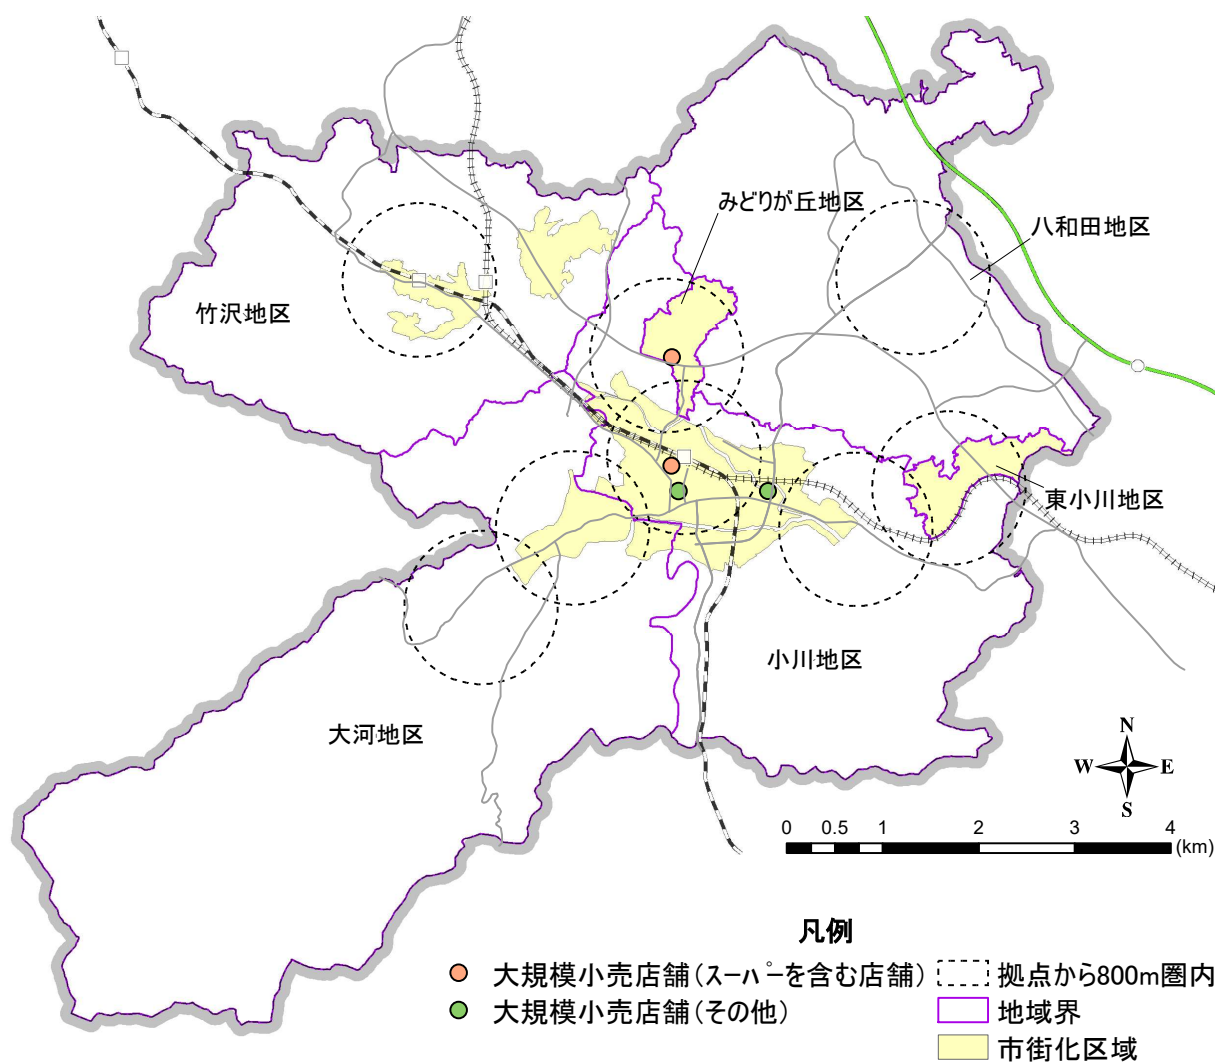 みどりが丘地区
八和田地区
竹沢地区
東小川地区
小川地区
大河地区
N
W E
S
0 0.5 1 2 3 4
(km)
凡例
大規模小売店舗(スーパーを含む店舗)
大規模小売店舗(その他)
拠点から800m圏内
地域界
市街化区域